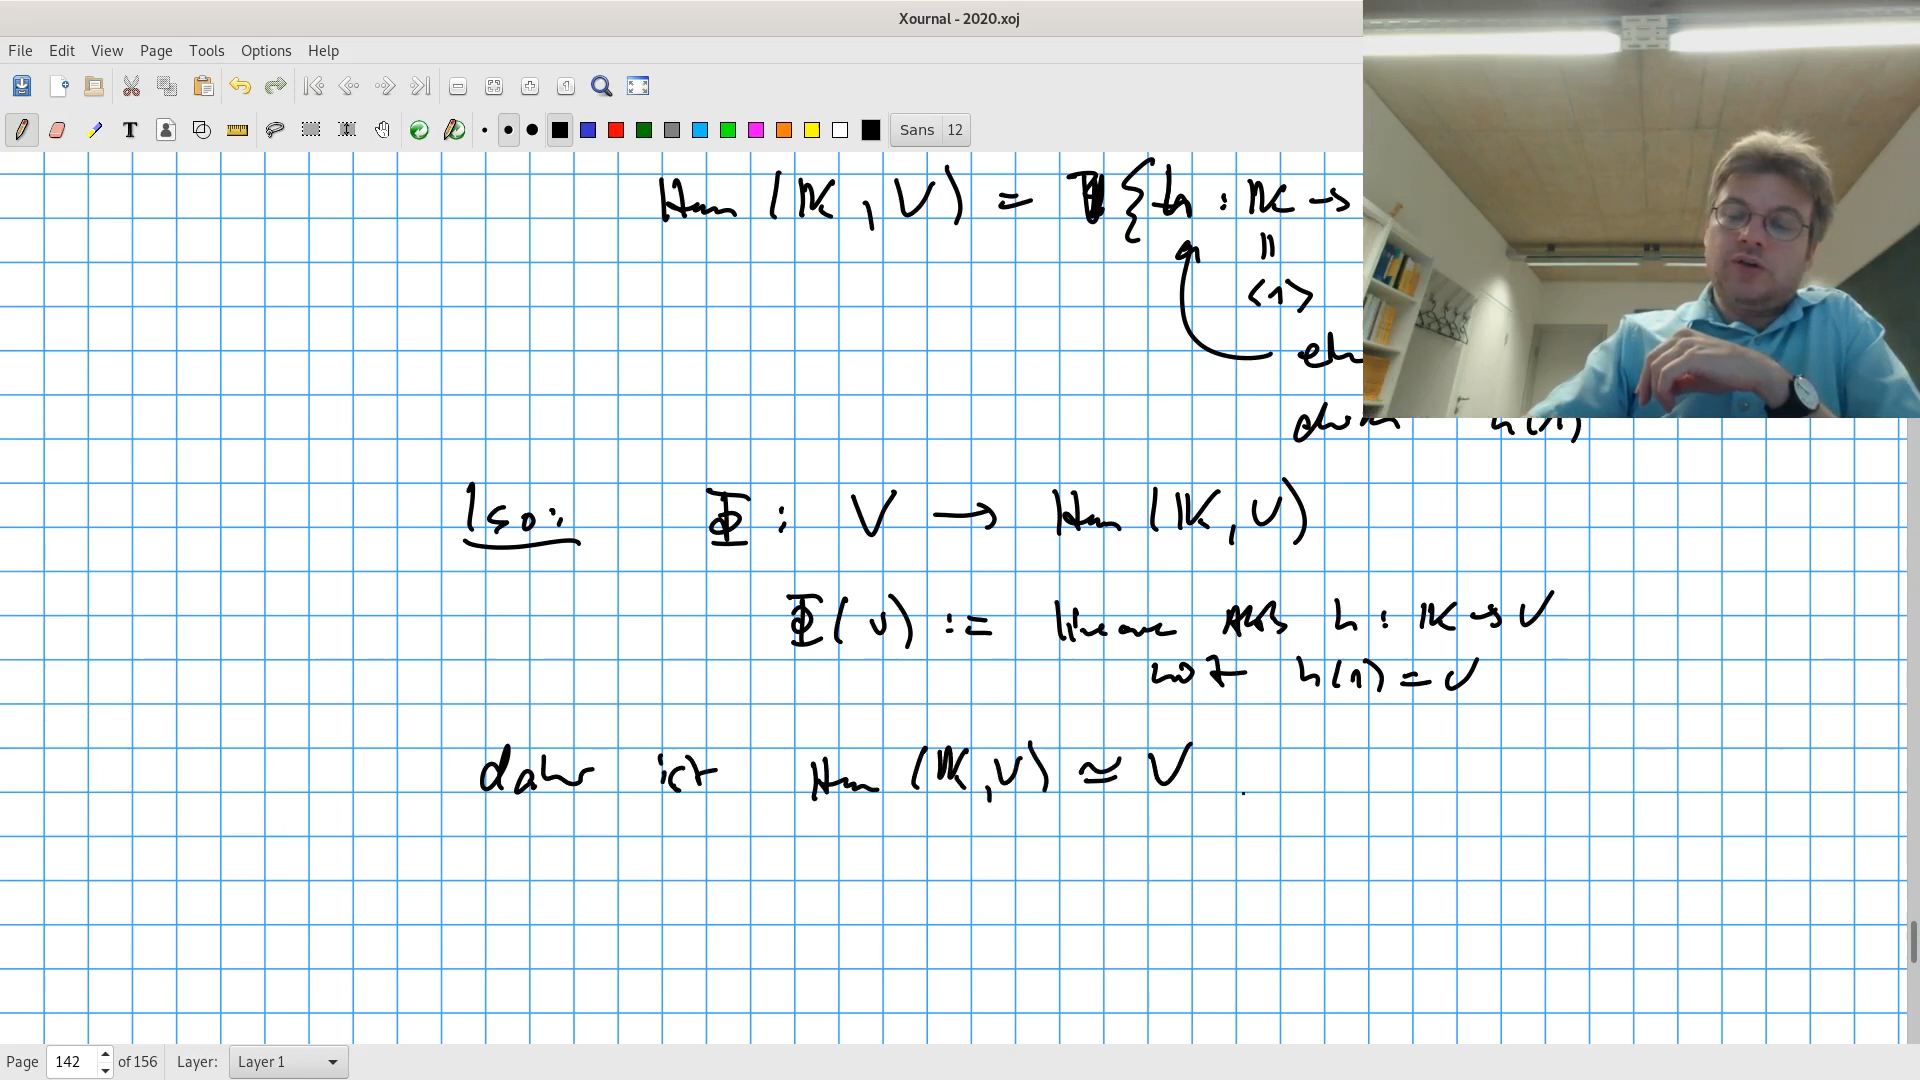 Xournal - 2020.xoj
File Edit View Page Tools Options Help
Sans 12
Hom (𝕂, V) = {h : 𝕂 →
=
<1>
h(1)
Iso: Φ : V → Hom (𝕂, V)
Φ(v) := lineare Abb h : 𝕂 → V
mit h(1) = v
daher ist Hom (𝕂, V) ≃ V .
Page 142 of 156 Layer: Layer 1